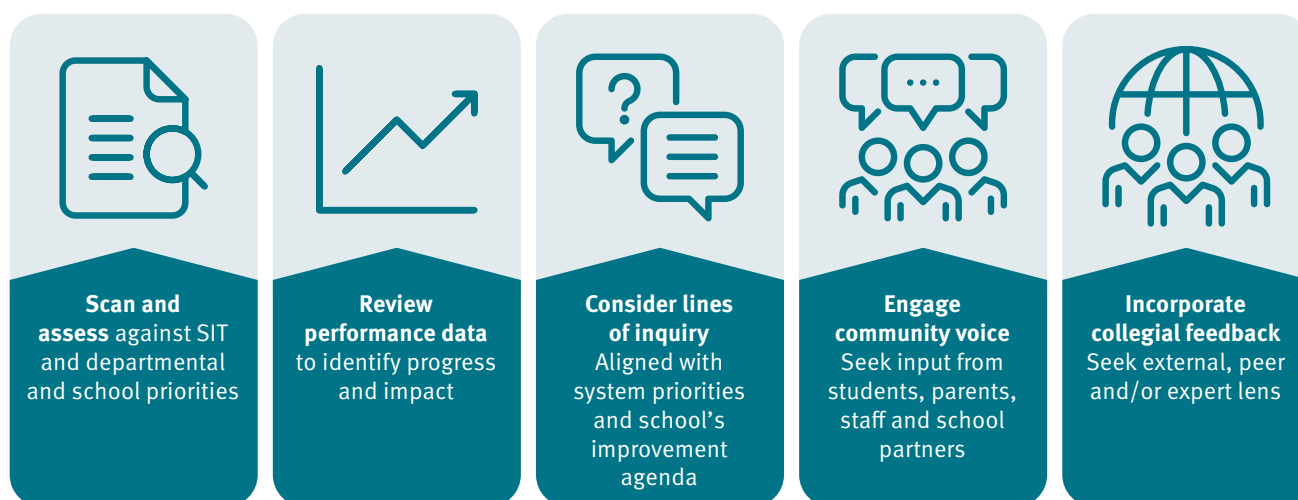 Scan and
assess against SIT
and departmental
and school priorities
Review
performance data
to identify progress
and impact
Consider lines
of inquiry
Aligned with
system priorities
and school’s
improvement
agenda
Engage
community voice
Seek input from
students, parents,
staff and school
partners
Incorporate
collegial feedback
Seek external, peer
and/or expert lens